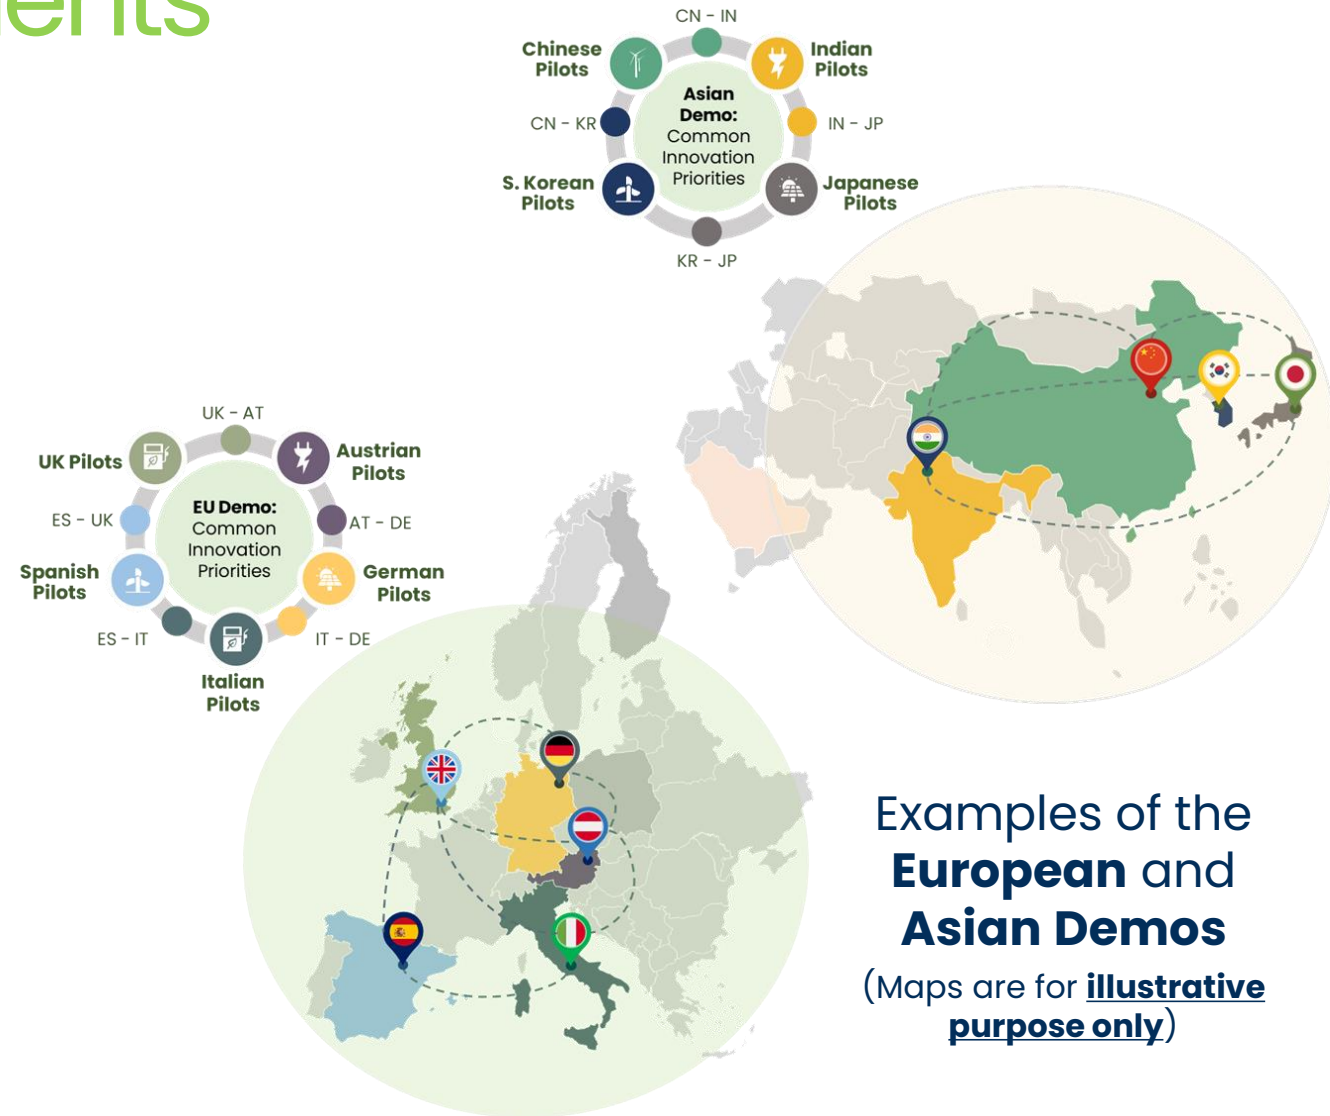 CN - IN
Chinese
Pilots
Indian
Pilots
Asian
Demo:
Common
Innovation
Priorities
CN - KR
IN - JP
S. Korean
Pilots
Japanese
Pilots
KR - JP
UK - AT
UK Pilots
Austrian
Pilots
EU Demo:
Common
Innovation
Priorities
ES - UK
AT - DE
Spanish
Pilots
German
Pilots
ES - IT
IT - DE
Italian
Pilots
Examples of the
European and
Asian Demos
(Maps are for illustrative
purpose only)